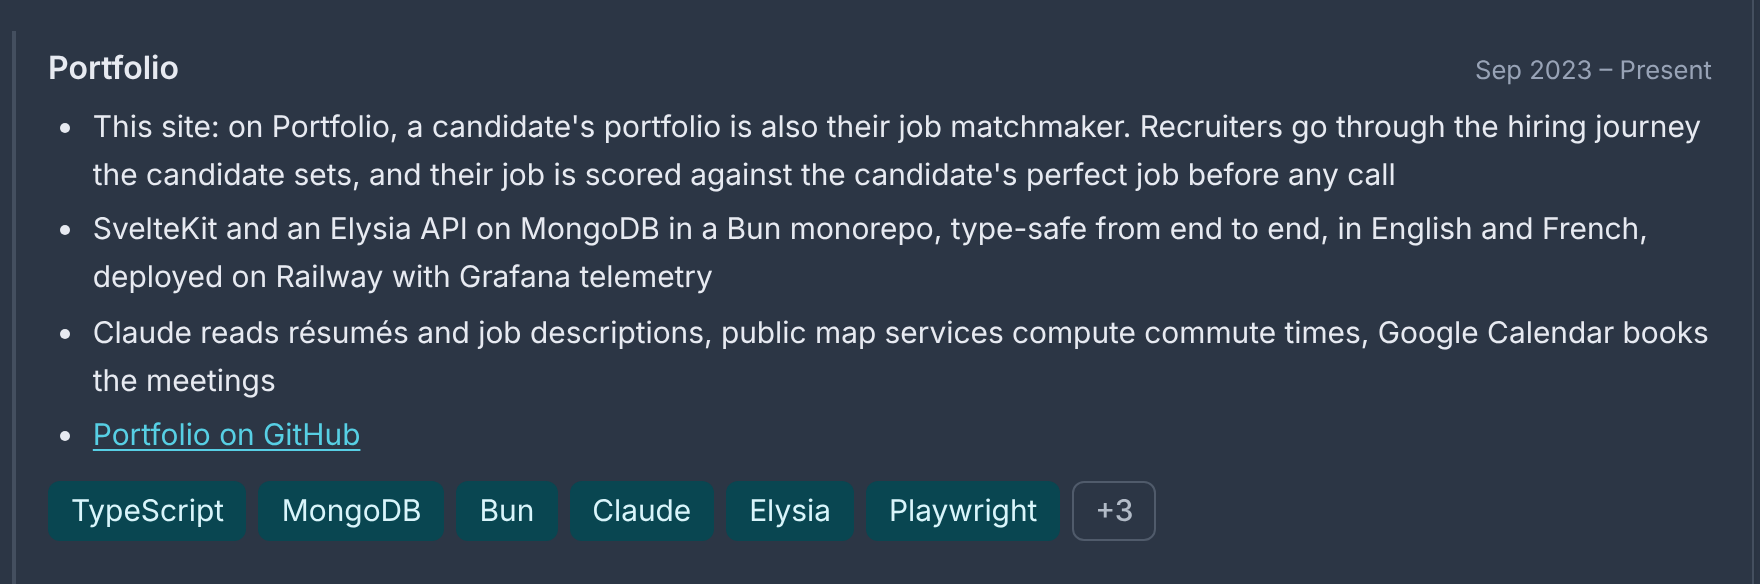 Portfolio
Sep 2023 – Present
• This site: on Portfolio, a candidate's portfolio is also their job matchmaker. Recruiters go through the hiring journey
the candidate sets, and their job is scored against the candidate's perfect job before any call
• SvelteKit and an Elysia API on MongoDB in a Bun monorepo, type-safe from end to end, in English and French,
deployed on Railway with Grafana telemetry
• Claude reads résumés and job descriptions, public map services compute commute times, Google Calendar books
the meetings
• Portfolio on GitHub
TypeScript MongoDB Bun Claude Elysia Playwright +3